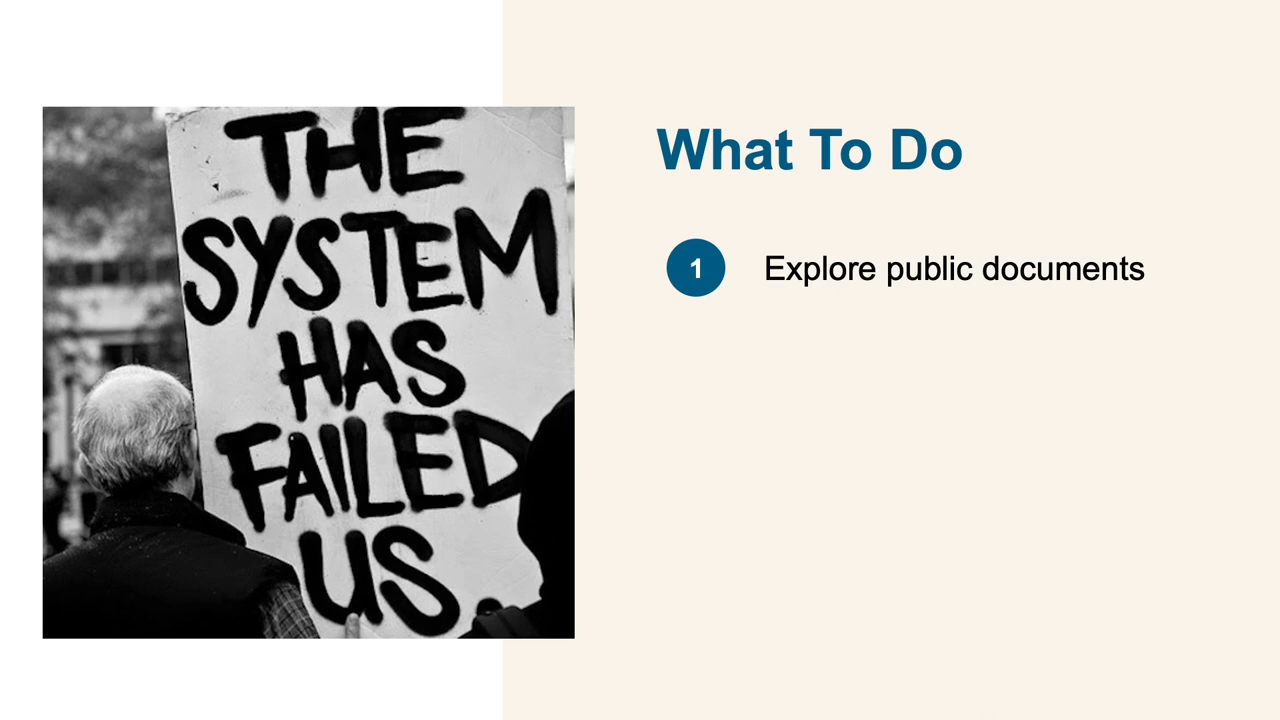 THE
SYSTEM
HAS
FAILED
US.
What To Do
1 Explore public documents